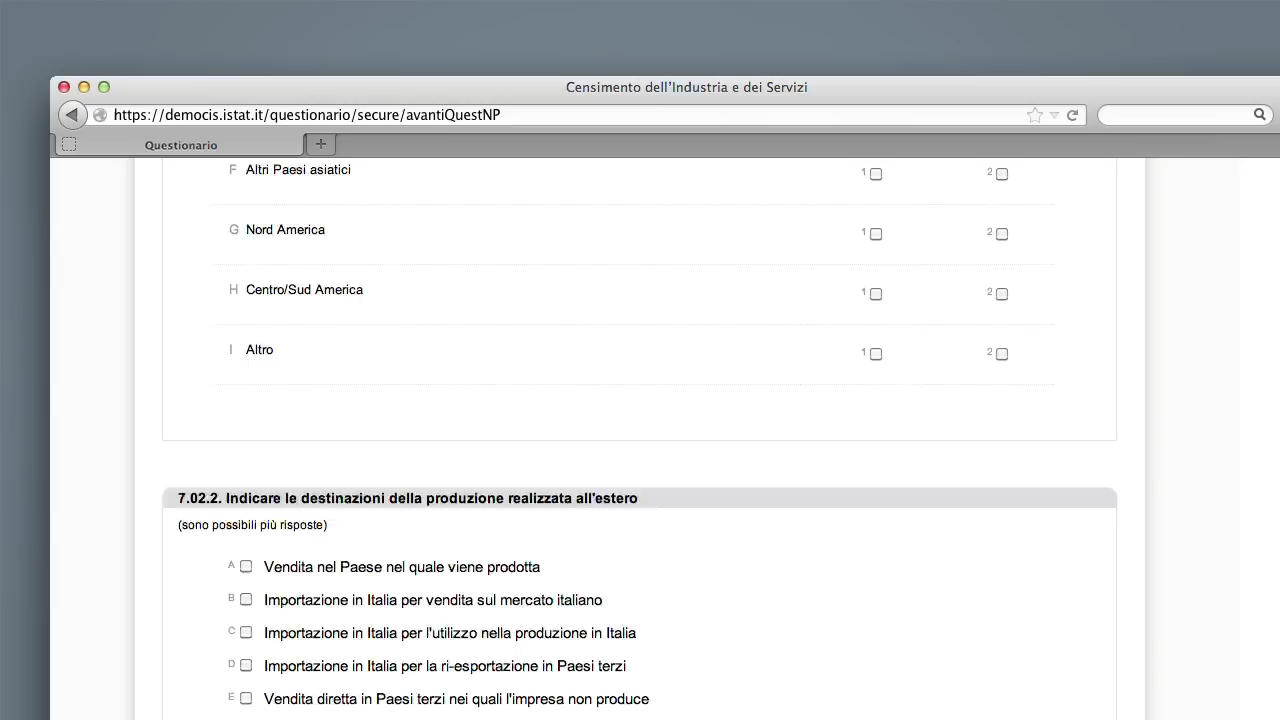 Censimento dell'Industria e dei Servizi
https://democis.istat.it/questionario/secure/avantiQuestNP
Questionario +
F Altri Paesi asiatici 1 2
G Nord America 1 2
H Centro/Sud America 1 2
I Altro 1 2
7.02.2. Indicare le destinazioni della produzione realizzata all'estero
(sono possibili più risposte)
A Vendita nel Paese nel quale viene prodotta
B Importazione in Italia per vendita sul mercato italiano
C Importazione in Italia per l'utilizzo nella produzione in Italia
D Importazione in Italia per la ri-esportazione in Paesi terzi
E Vendita diretta in Paesi terzi nei quali l'impresa non produce